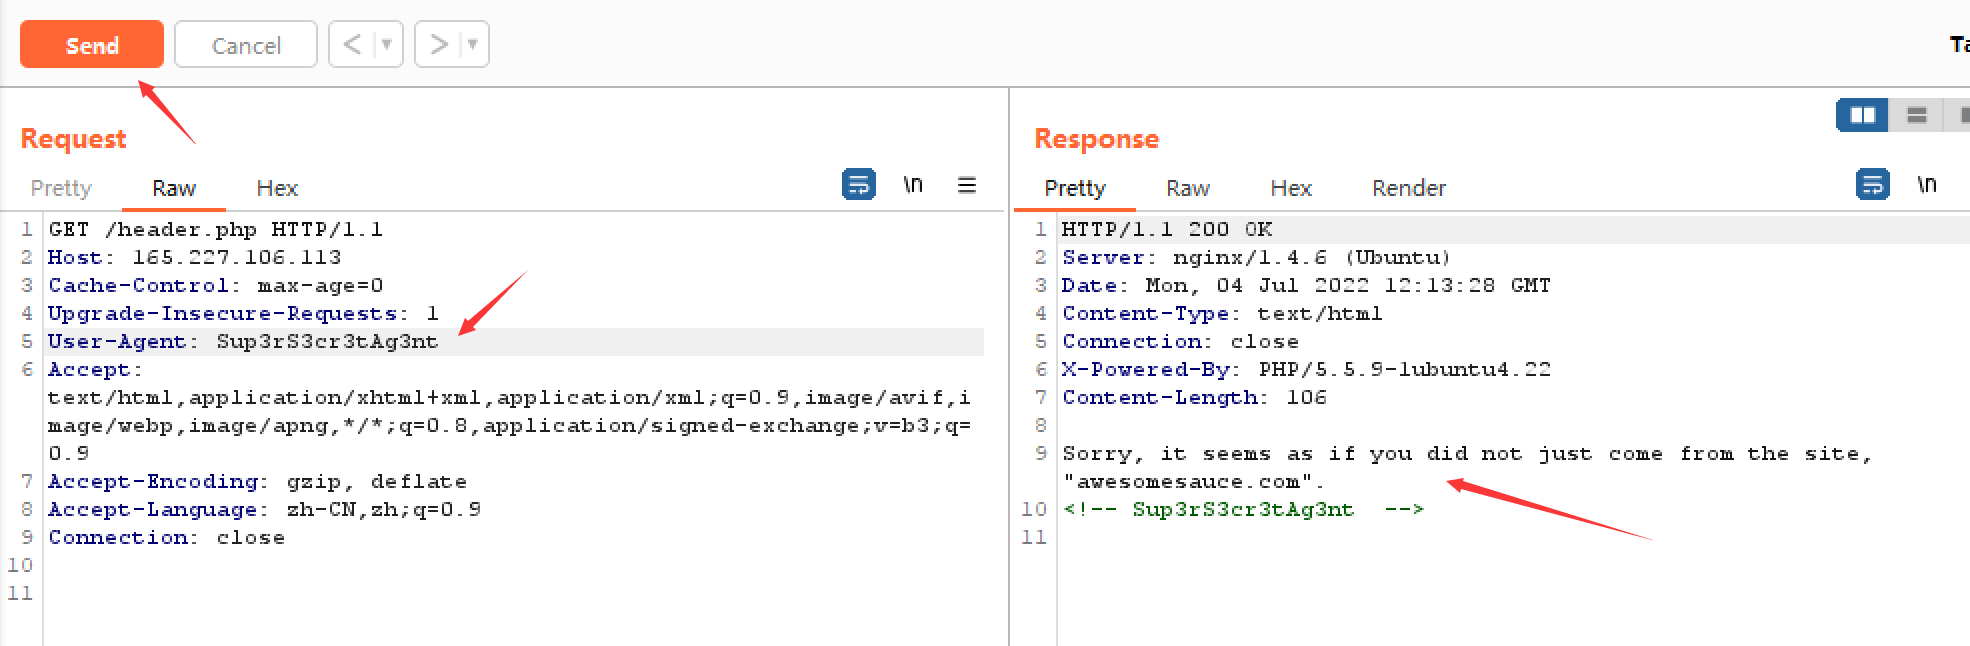 Send Cancel < ▼ > ▼
Request
Pretty Raw Hex \n
1 GET /header.php HTTP/1.1
2 Host: 165.227.106.113
3 Cache-Control: max-age=0
4 Upgrade-Insecure-Requests: 1
5 User-Agent: Sup3rS3cr3tAg3nt
6 Accept:
text/html,application/xhtml+xml,application/xml;q=0.9,image/avif,i
mage/webp,image/apng,*/*;q=0.8,application/signed-exchange;v=b3;q=
0.9
7 Accept-Encoding: gzip, deflate
8 Accept-Language: zh-CN,zh;q=0.9
9 Connection: close
10
11
Response
Pretty Raw Hex Render \n
1 HTTP/1.1 200 OK
2 Server: nginx/1.4.6 (Ubuntu)
3 Date: Mon, 04 Jul 2022 12:13:28 GMT
4 Content-Type: text/html
5 Connection: close
6 X-Powered-By: PHP/5.5.9-1ubuntu4.22
7 Content-Length: 106
8
9 Sorry, it seems as if you did not just come from the site,
"awesomesauce.com".
10 <!-- Sup3rS3cr3tAg3nt  -->
11